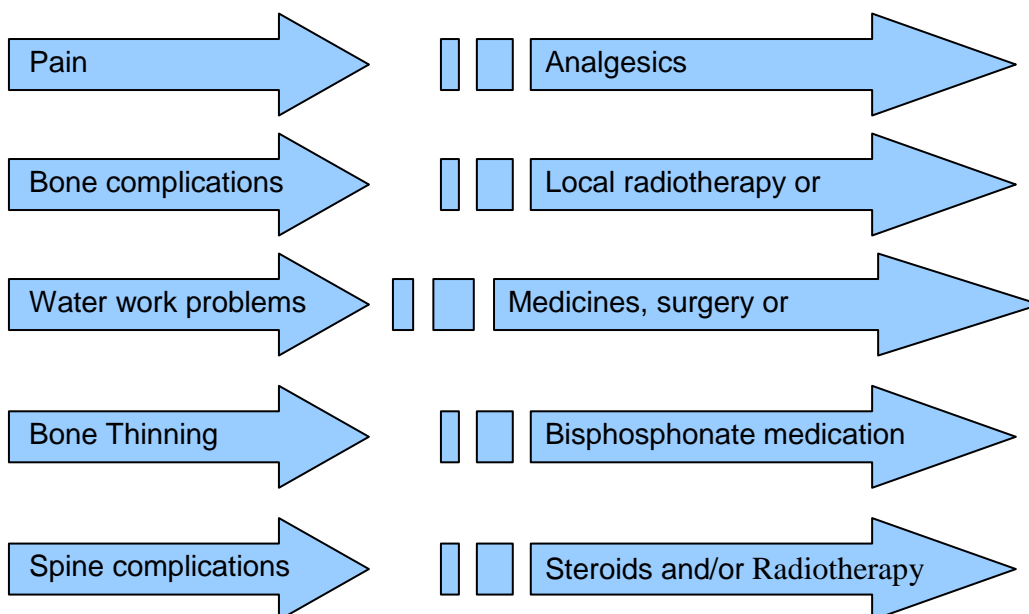 Pain
Analgesics
Bone complications
Local radiotherapy or
Water work problems
Medicines, surgery or
Bone Thinning
Bisphosphonate medication
Spine complications
Steroids and/or Radiotherapy